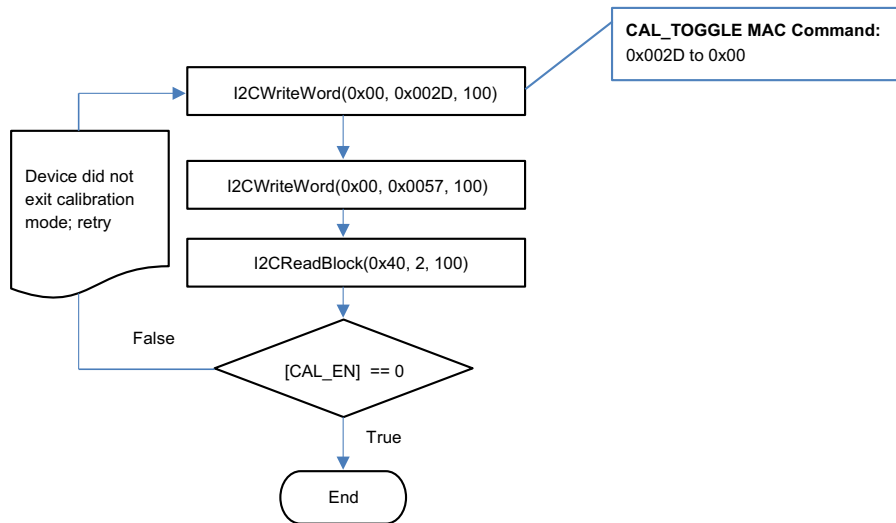 CAL_TOGGLE MAC Command:
0x002D to 0x00
I2CWriteWord(0x00, 0x002D, 100)
Device did not
exit calibration
mode; retry
I2CWriteWord(0x00, 0x0057, 100)
I2CReadBlock(0x40, 2, 100)
False
[CAL_EN]  == 0
True
End